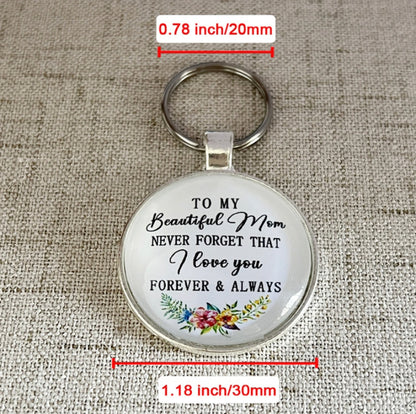 0.78 inch/20mm
TO MY
Beautiful Mom
NEVER FORGET THAT
I love you
FOREVER & ALWAYS
1.18 inch/30mm